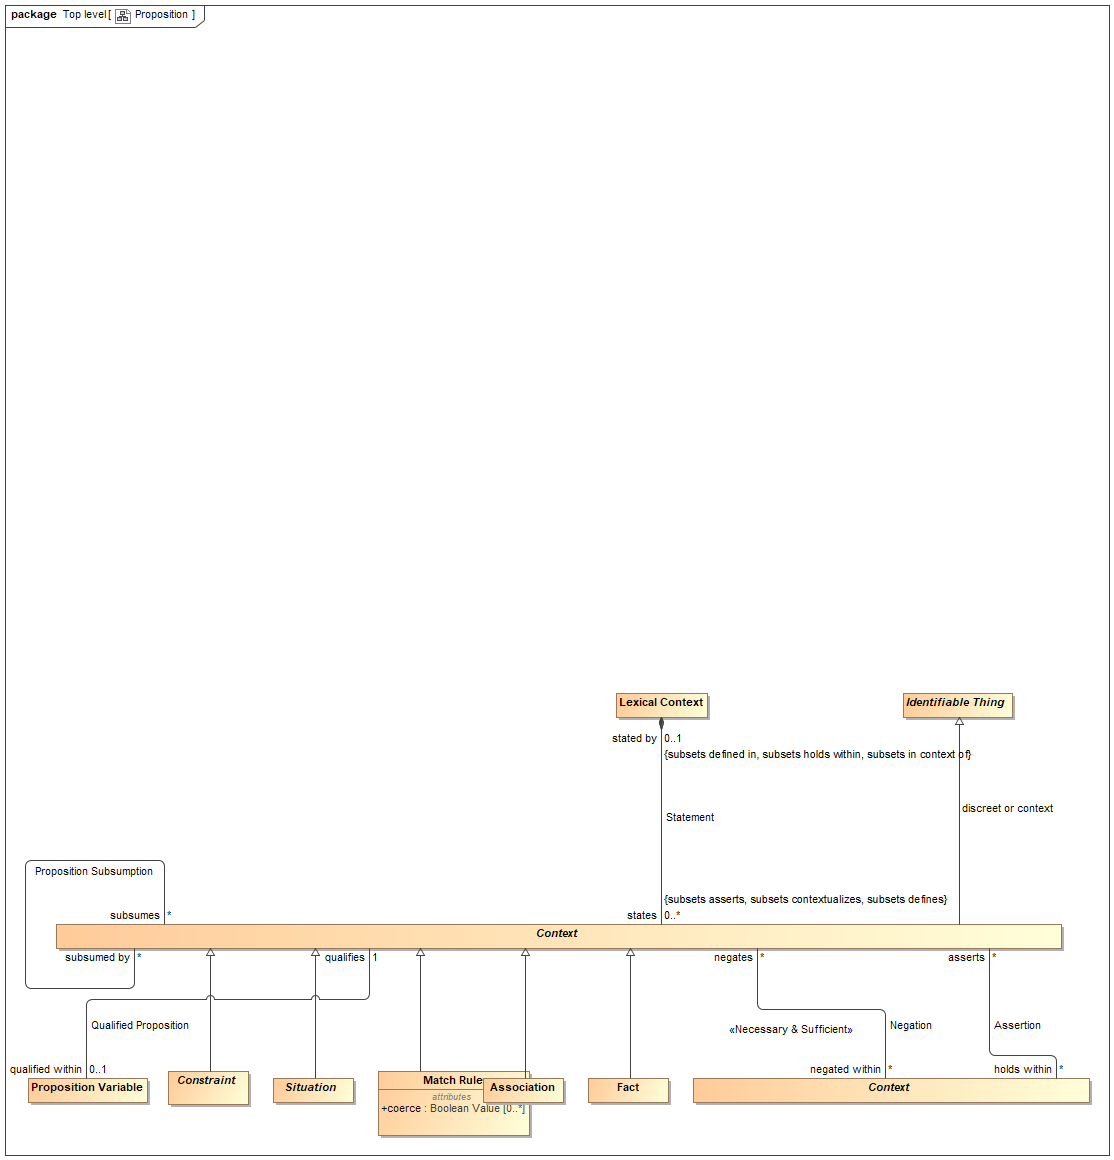 package Top level[ Proposition ]
Lexical Context
Identifiable Thing
stated by 0..1
{subsets defined in, subsets holds within, subsets in context of}
discreet or context
Statement
Proposition Subsumption
{subsets asserts, subsets contextualizes, subsets defines}
subsumes *
states 0..*
Context
subsumed by *
qualifies 1
negates *
asserts *
Qualified Proposition
«Necessary & Sufficient»
Negation
Assertion
qualified within 0..1
negated within *
holds within *
Proposition Variable
Constraint
Situation
Match Rule
attributes
+coerce : Boolean Value [0..*]
Association
Fact
Context